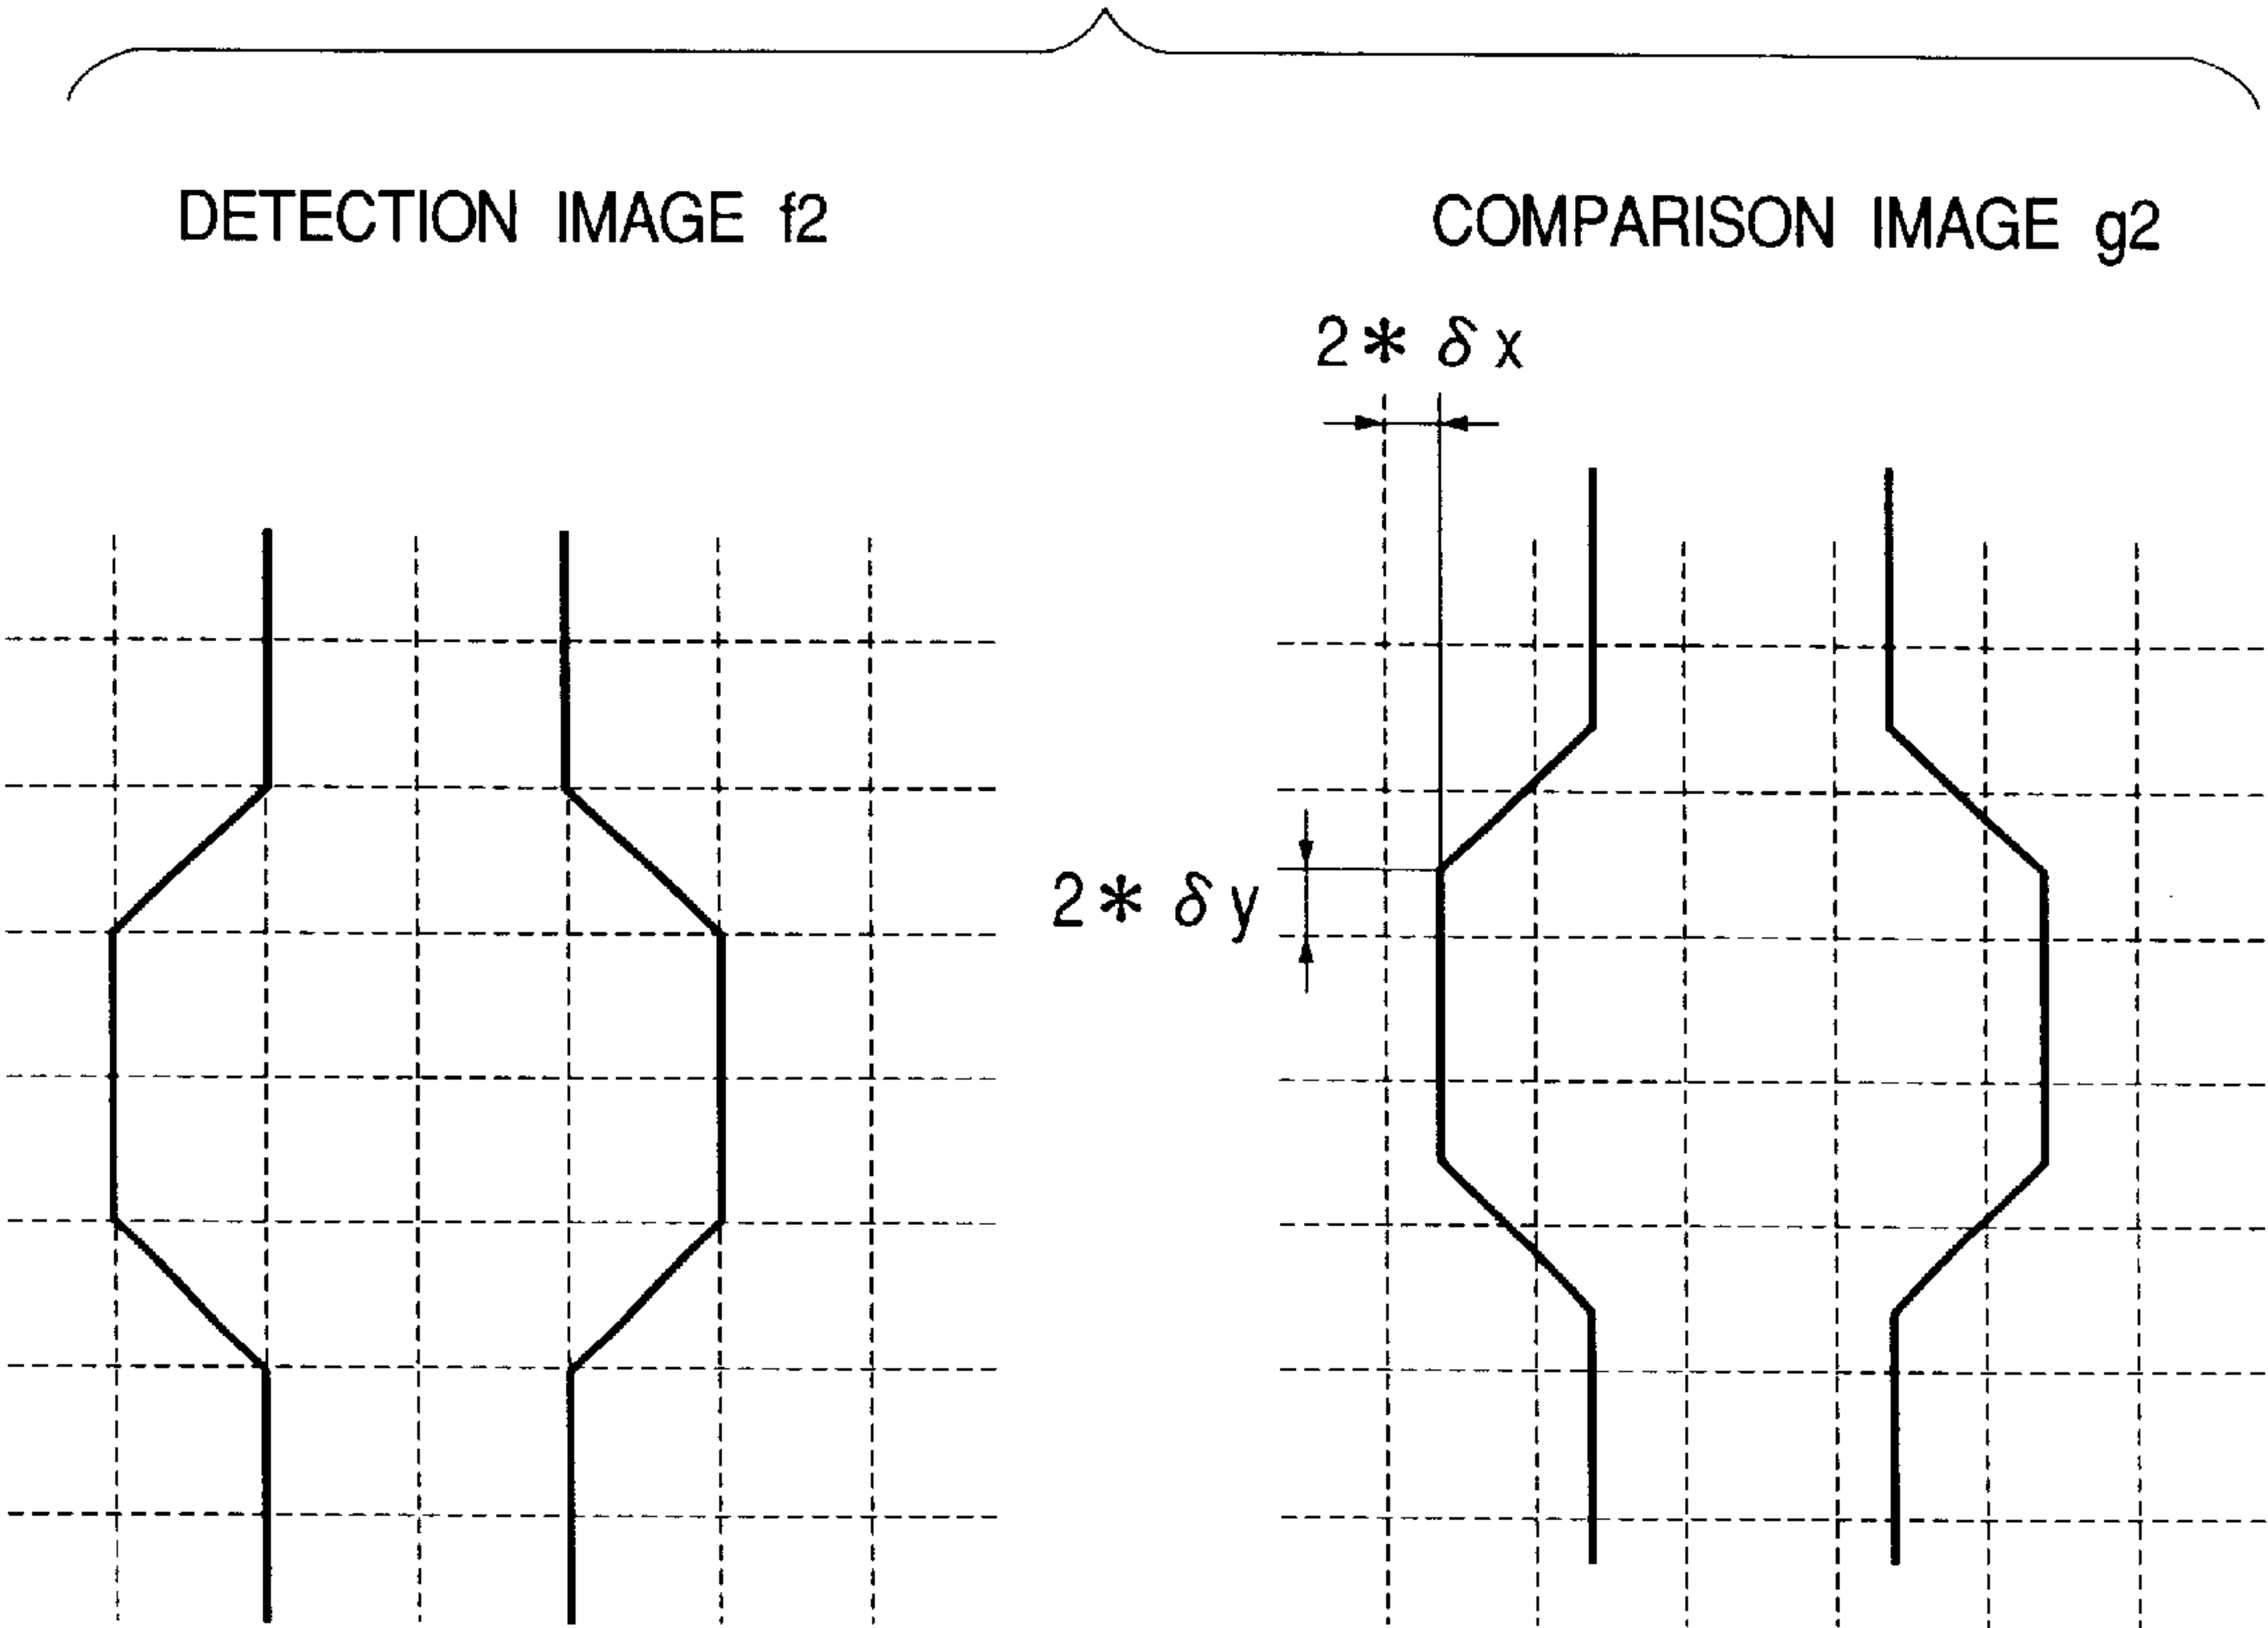 DETECTION IMAGE f2
COMPARISON IMAGE g2
2* δx
2* δy